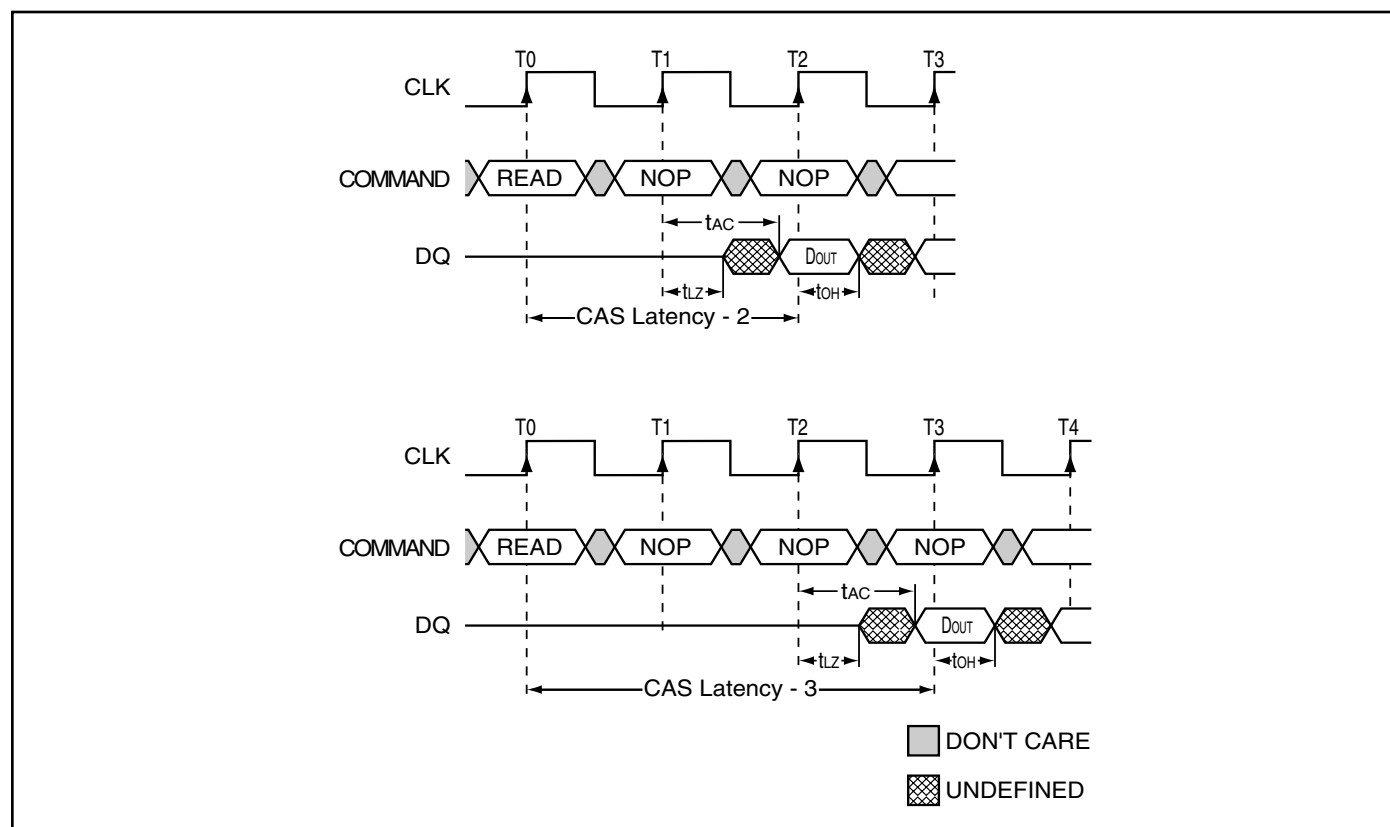 T0 T1 T2 T3
CLK
COMMAND READ NOP NOP
tAC
DQ DOUT
tLZ tOH
CAS Latency - 2
T0 T1 T2 T3 T4
CLK
COMMAND READ NOP NOP NOP
tAC
DQ DOUT
tLZ tOH
CAS Latency - 3
DON'T CARE
UNDEFINED